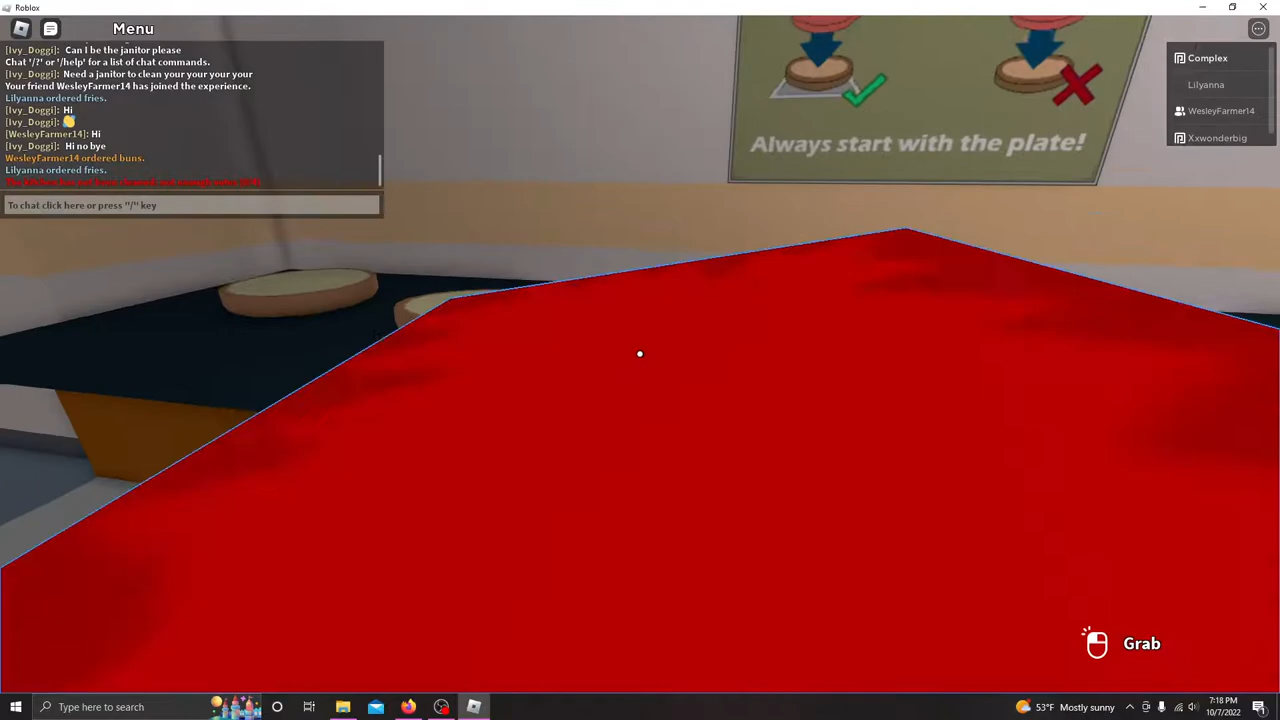 Roblox
Menu
[Ivy_Doggi]: Can I be the janitor please
Chat '/?' or '/help' for a list of chat commands.
[Ivy_Doggi]: Need a janitor to clean your your your your
Your friend WesleyFarmer14 has joined the experience.
Lilyanna ordered fries.
[Ivy_Doggi]: Hi
[Ivy_Doggi]: 👏
[WesleyFarmer14]: Hi
[Ivy_Doggi]: Hi no bye
WesleyFarmer14 ordered buns.
Lilyanna ordered fries.
To chat click here or press "/" key
Always start with the plate!
Complex
Lilyanna
WesleyFarmer14
Xxwonderbig
Grab
Type here to search
53°F Mostly sunny
7:18 PM
10/7/2022
1